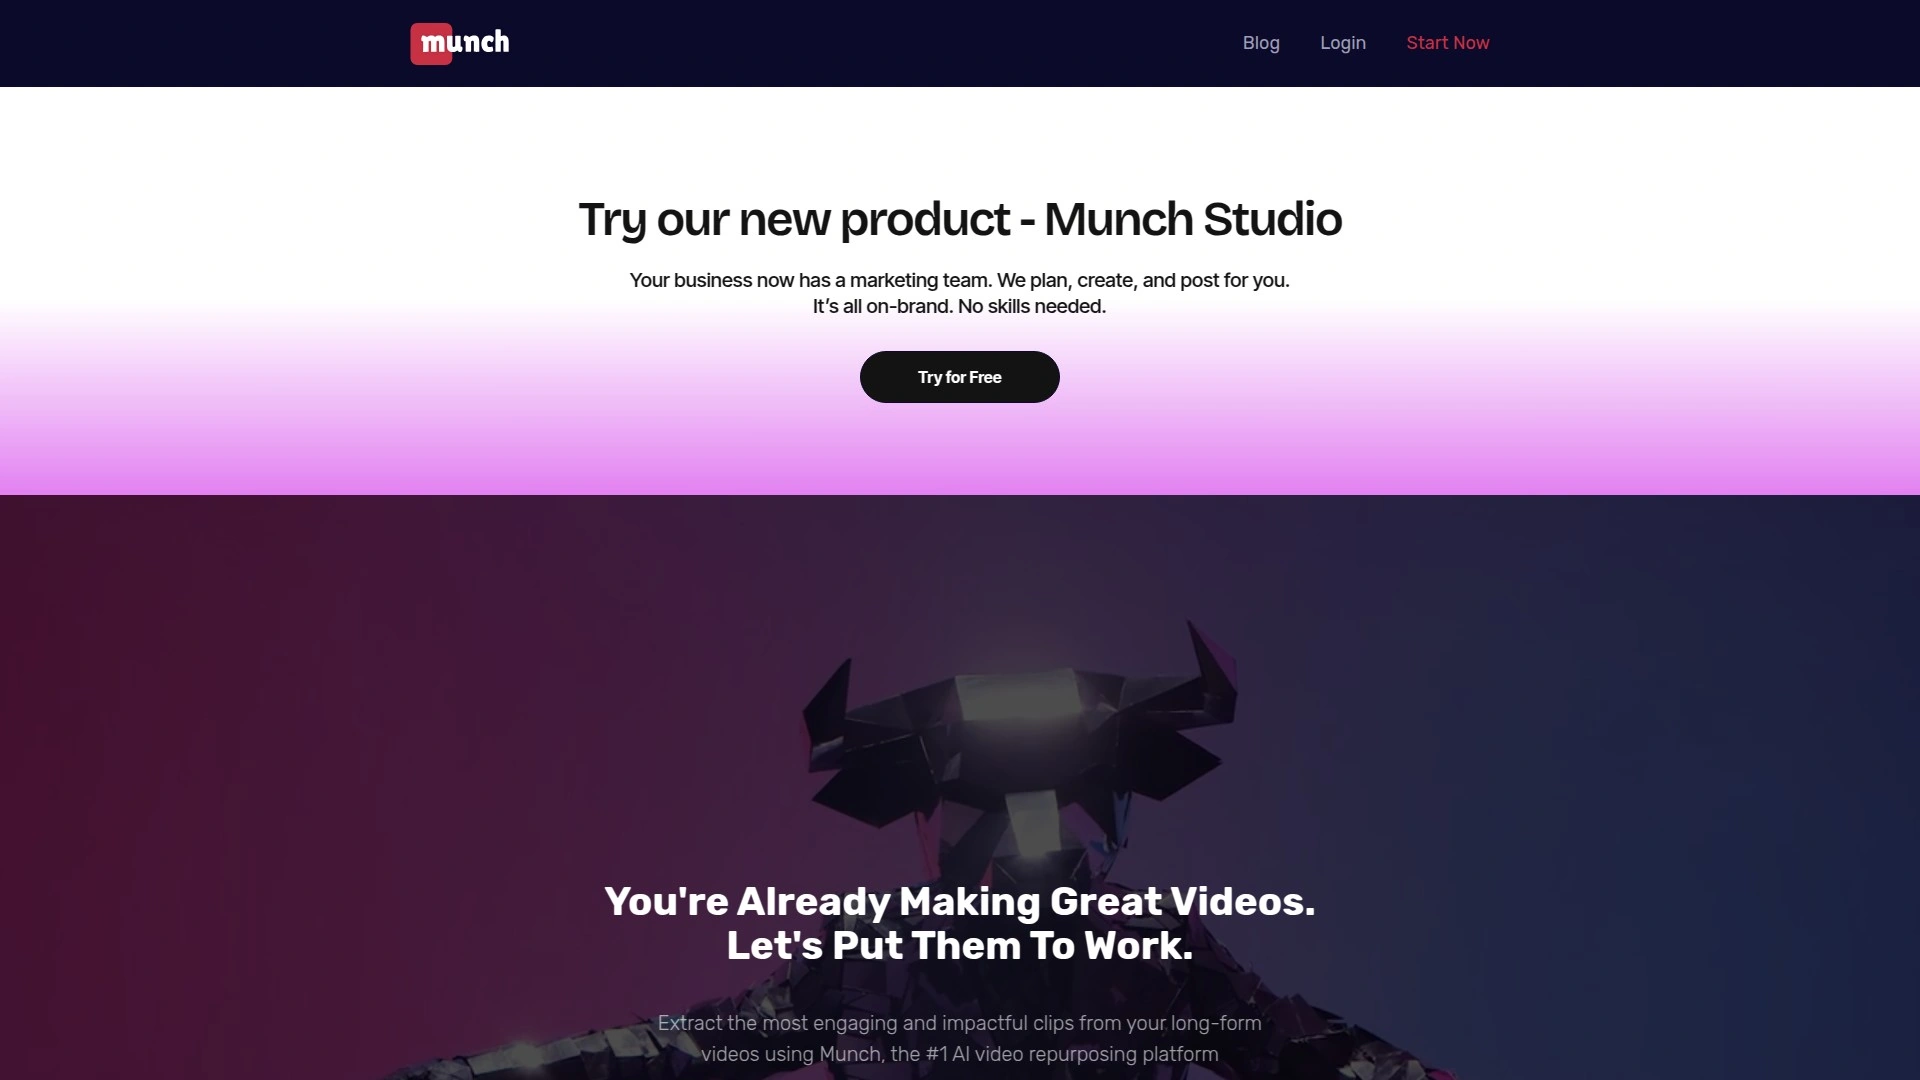 munch
Blog
Login
Start Now
Try our new product - Munch Studio
Your business now has a marketing team. We plan, create, and post for you.
It’s all on-brand. No skills needed.
Try for Free
You're Already Making Great Videos.
Let's Put Them To Work.
Extract the most engaging and impactful clips from your long-form
videos using Munch, the #1 AI video repurposing platform